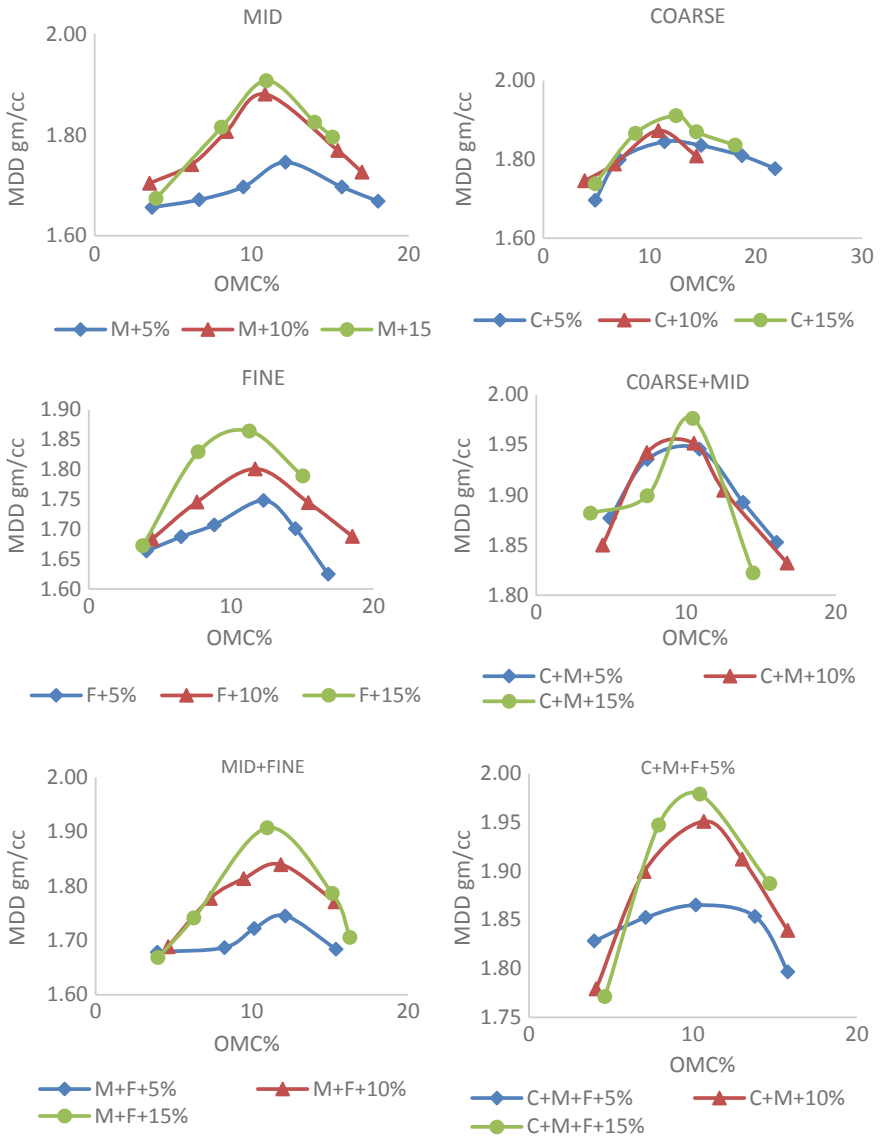 MID
MDD gm/cc
2.00
1.80
1.60
0 10 20
OMC%
M+5% M+10% M+15
COARSE
MDD gm/cc
2.00
1.80
1.60
0 10 20 30
OMC%
C+5% C+10% C+15%
FINE
MDD gm/cc
1.90
1.85
1.80
1.75
1.70
1.65
1.60
0 10 20
OMC%
F+5% F+10% F+15%
C0ARSE+MID
MDD gm/cc
2.00
1.95
1.90
1.85
1.80
0 10 20
OMC%
C+M+5% C+M+10%
C+M+15%
MID+FINE
MDD gm/cc
2.00
1.90
1.80
1.70
1.60
0 10 20
OMC%
M+F+5% M+F+10%
M+F+15%
C+M+F+5%
MDD gm/cc
2.00
1.95
1.90
1.85
1.80
1.75
0 10 20
OMC%
C+M+F+5% C+M+10%
C+M+F+15%